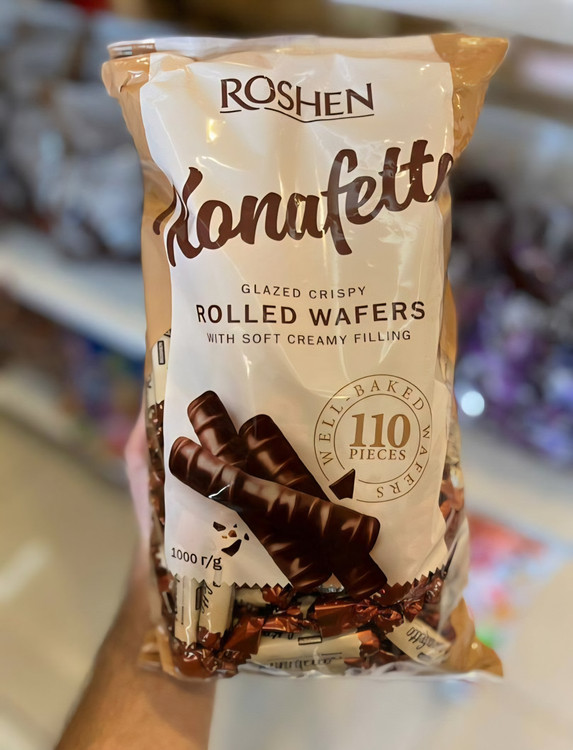 ROSHEN
Konafetto
GLAZED CRISPY
ROLLED WAFERS
WITH SOFT CREAMY FILLING
WELL-BAKED WAFERS
110
PIECES
1000 г/g